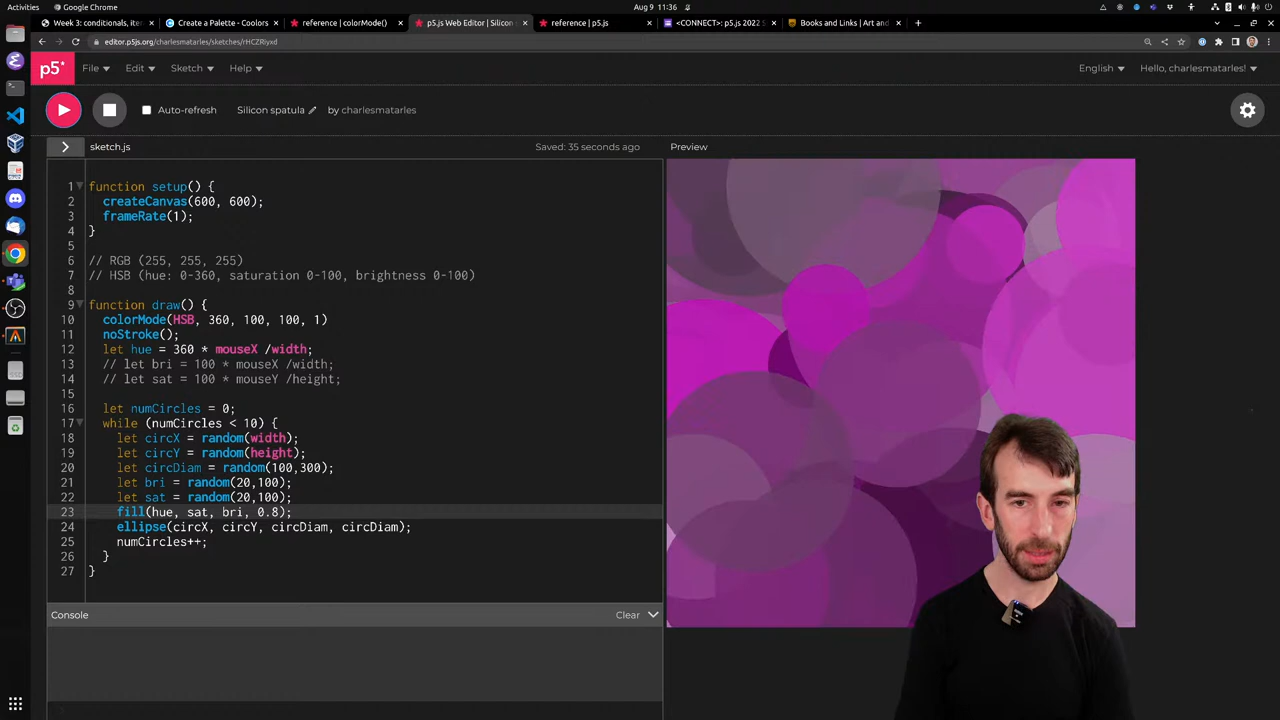 Activities
Google Chrome
Aug 9 11:36
Week 3: conditionals, iter
Create a Palette - Coolors
reference | colorMode()
p5.js Web Editor | Silicon
reference | p5.js
<CONNECT>: p5.js 2022 S
Books and Links | Art and
editor.p5js.org/charlesmatarles/sketches/rHCZRiyxd
p5* File Edit Sketch Help English Hello, charlesmatarles!
Auto-refresh Silicon spatula by charlesmatarles
sketch.js Saved: 35 seconds ago Preview
1 function setup() {
2 createCanvas(600, 600);
3 frameRate(1);
4 }
5
6 // RGB (255, 255, 255)
7 // HSB (hue: 0-360, saturation 0-100, brightness 0-100)
8
9 function draw() {
10 colorMode(HSB, 360, 100, 100, 1)
11 noStroke();
12 let hue = 360 * mouseX /width;
13 // let bri = 100 * mouseX /width;
14 // let sat = 100 * mouseY /height;
15
16 let numCircles = 0;
17 while (numCircles < 10) {
18 let circX = random(width);
19 let circY = random(height);
20 let circDiam = random(100,300);
21 let bri = random(20,100);
22 let sat = random(20,100);
23 fill(hue, sat, bri, 0.8);
24 ellipse(circX, circY, circDiam, circDiam);
25 numCircles++;
26 }
27 }
Console Clear